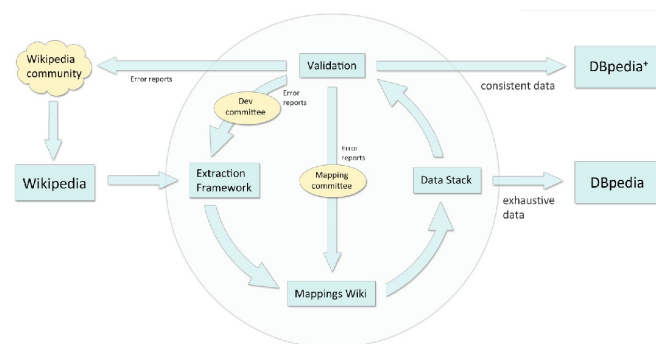 Wikipedia
community
Error reports
Validation
consistent data
DBpedia+
Error
reports
Dev
committee
Error
reports
Wikipedia
Extraction
Framework
Mapping
committee
Data Stack
exhaustive
data
DBpedia
Mappings Wiki